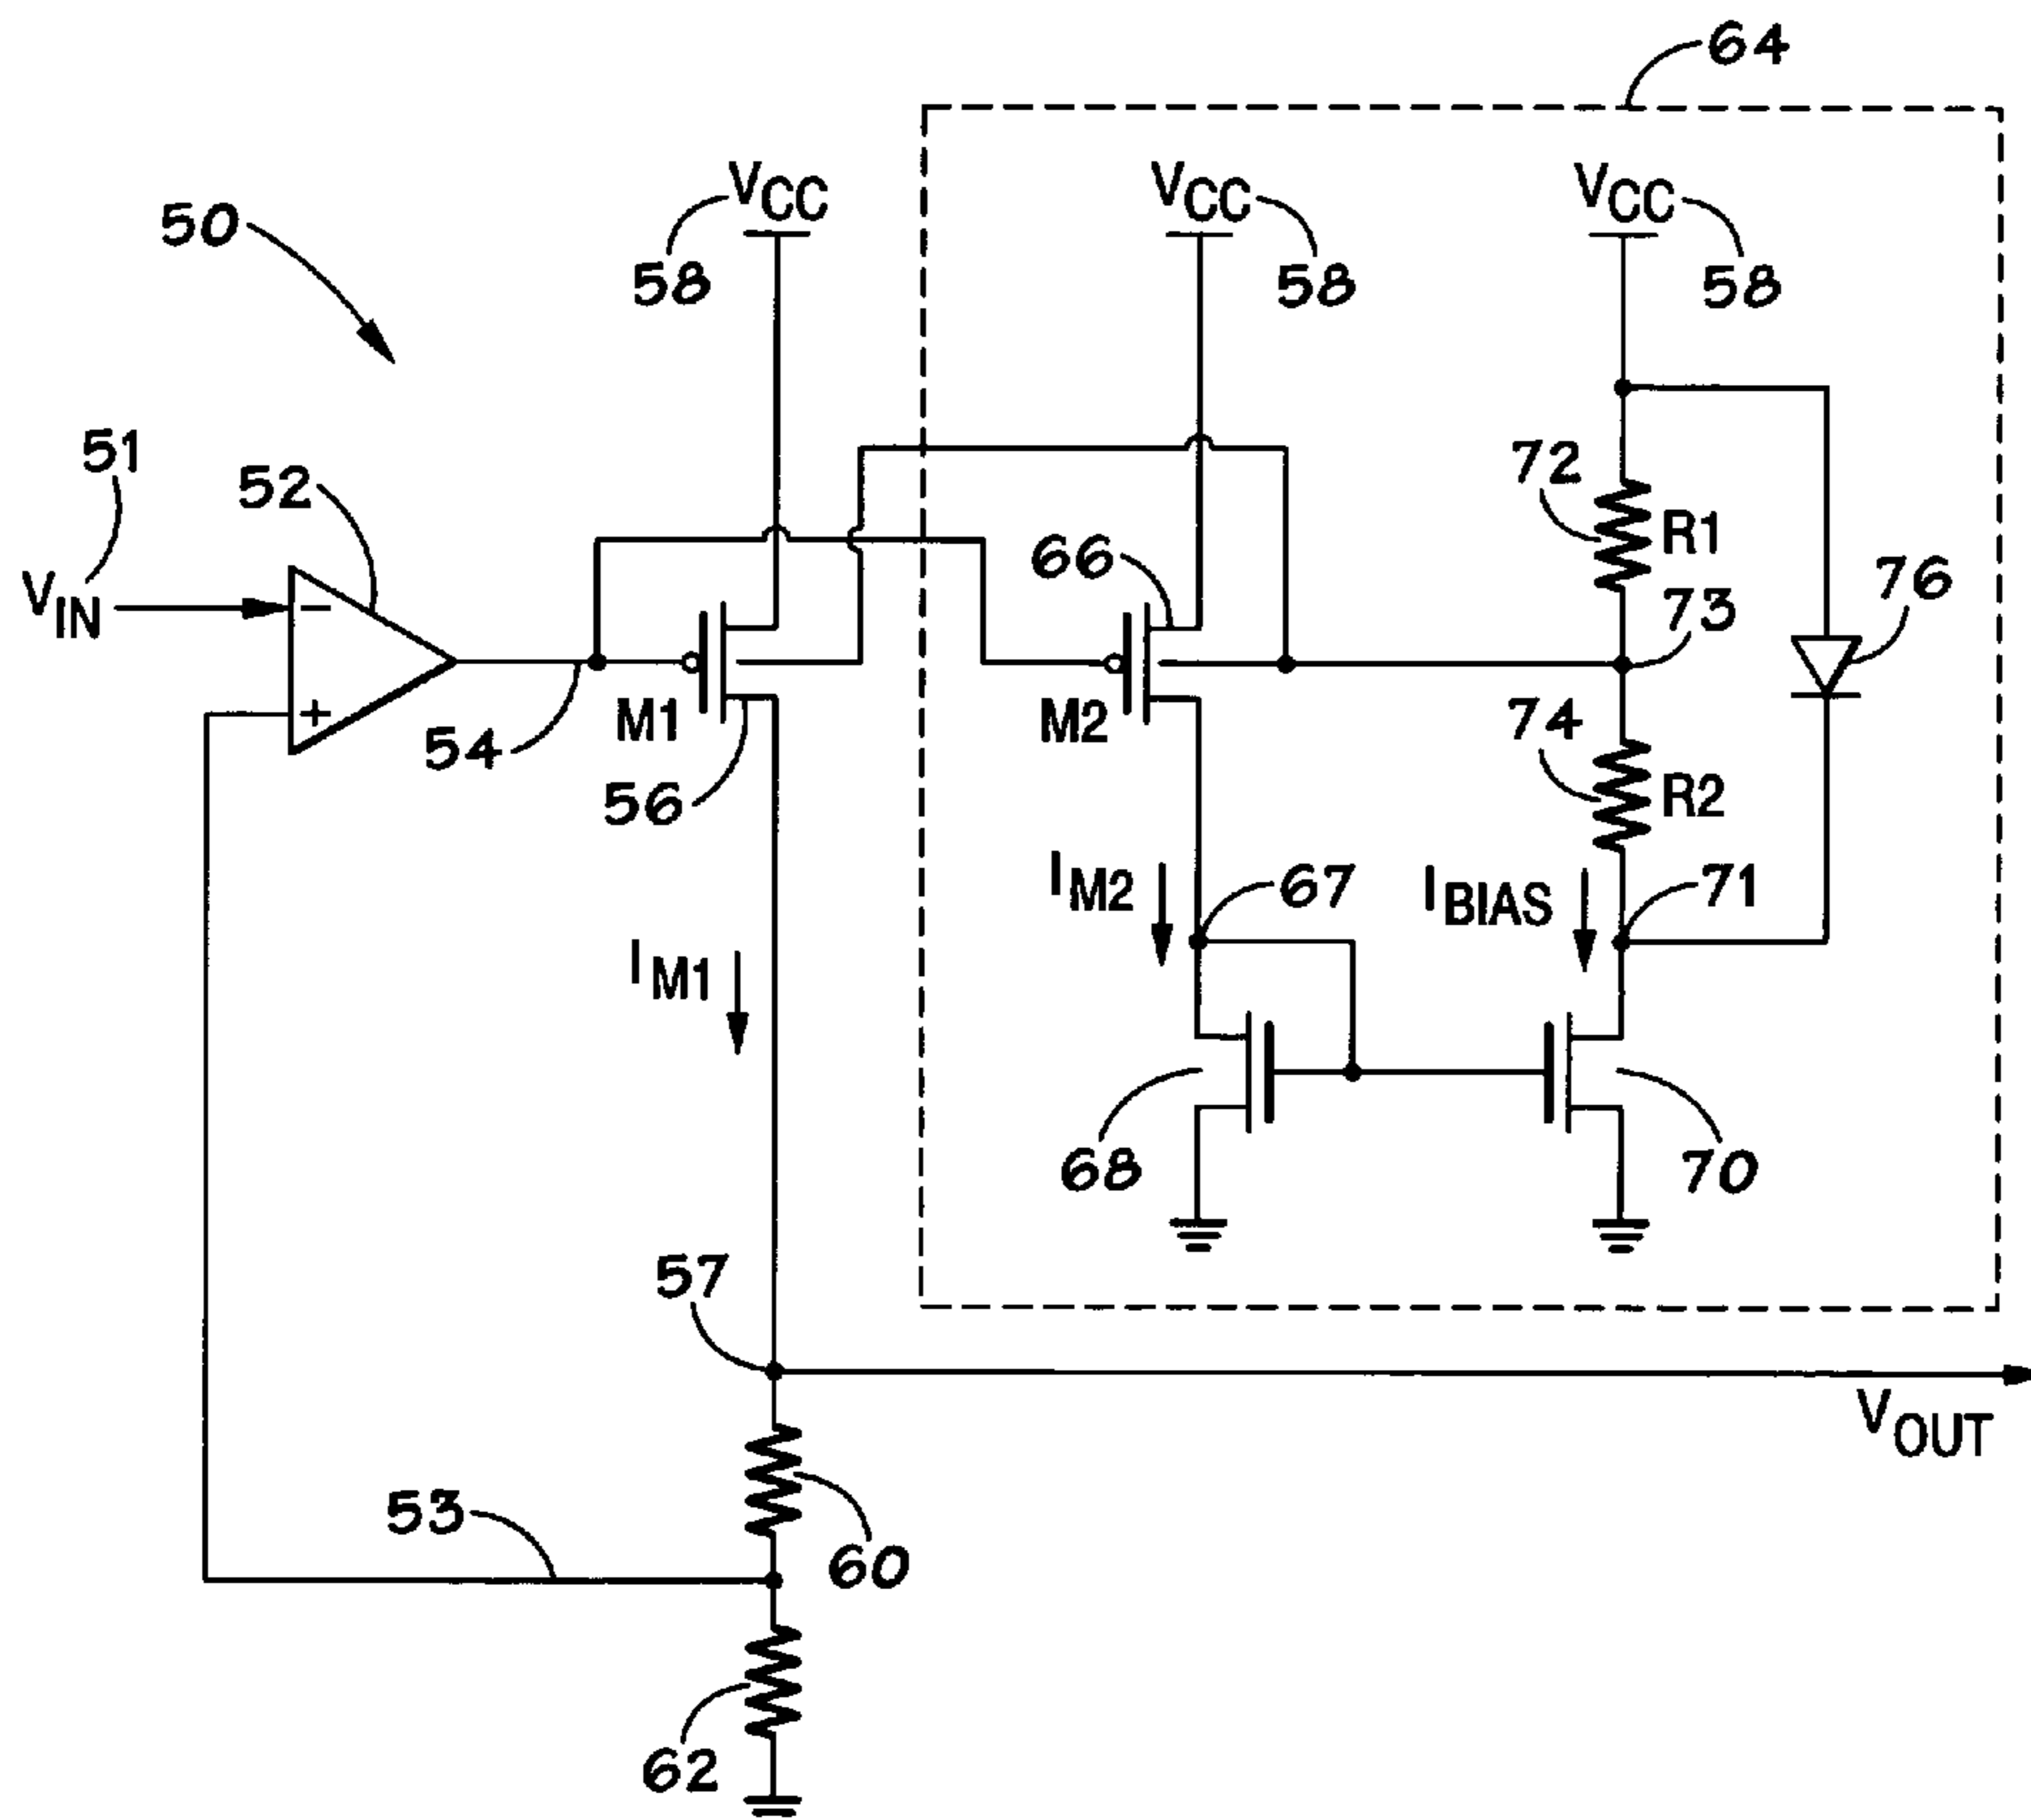 64
VCC VCC VCC
50
58 58 58
51
52
72
R1
66
76
VIN
73
−
+
54
M1
M2
74
R2
56
IM2
67
IBIAS
71
IM1
68
70
57
VOUT
53
60
62